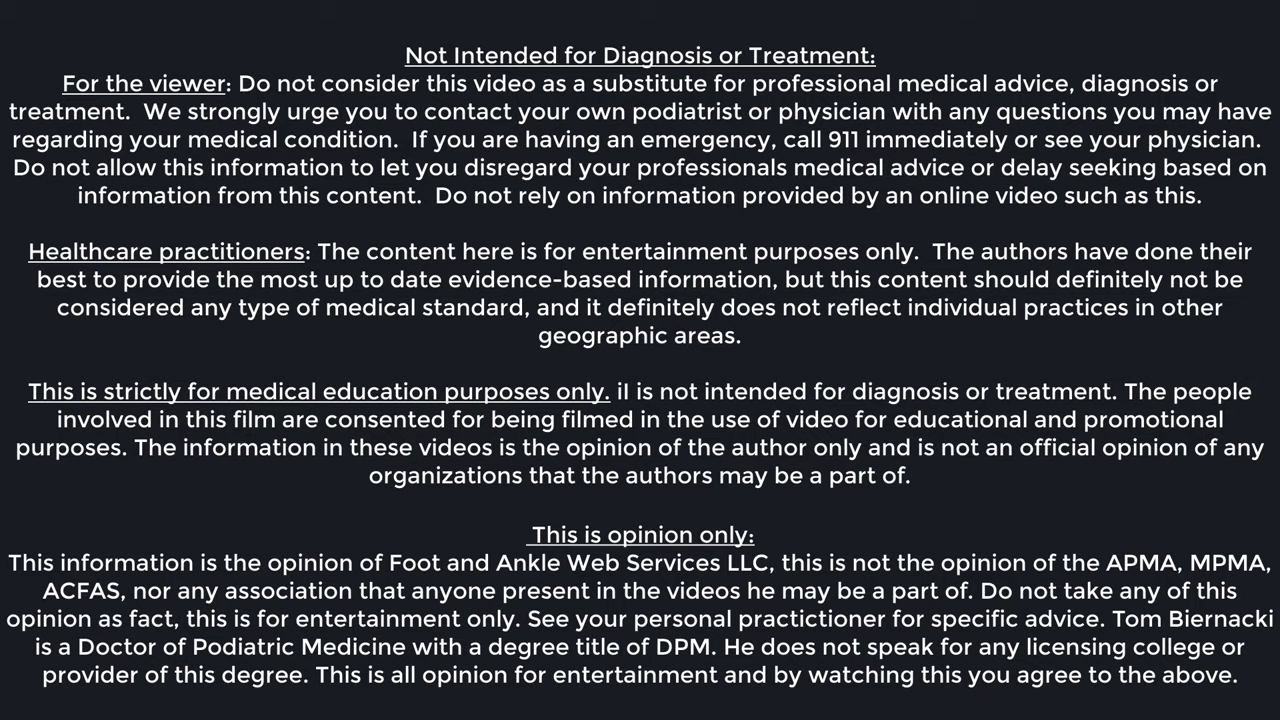 Not Intended for Diagnosis or Treatment:
For the viewer: Do not consider this video as a substitute for professional medical advice, diagnosis or
treatment.  We strongly urge you to contact your own podiatrist or physician with any questions you may have
regarding your medical condition.  If you are having an emergency, call 911 immediately or see your physician.
Do not allow this information to let you disregard your professionals medical advice or delay seeking based on
information from this content.  Do not rely on information provided by an online video such as this.
Healthcare practitioners: The content here is for entertainment purposes only.  The authors have done their
best to provide the most up to date evidence-based information, but this content should definitely not be
considered any type of medical standard, and it definitely does not reflect individual practices in other
geographic areas.
This is strictly for medical education purposes only. iI is not intended for diagnosis or treatment. The people
involved in this film are consented for being filmed in the use of video for educational and promotional
purposes. The information in these videos is the opinion of the author only and is not an official opinion of any
organizations that the authors may be a part of.
This is opinion only:
This information is the opinion of Foot and Ankle Web Services LLC, this is not the opinion of the APMA, MPMA,
ACFAS, nor any association that anyone present in the videos he may be a part of. Do not take any of this
opinion as fact, this is for entertainment only. See your personal practictioner for specific advice. Tom Biernacki
is a Doctor of Podiatric Medicine with a degree title of DPM. He does not speak for any licensing college or
provider of this degree. This is all opinion for entertainment and by watching this you agree to the above.